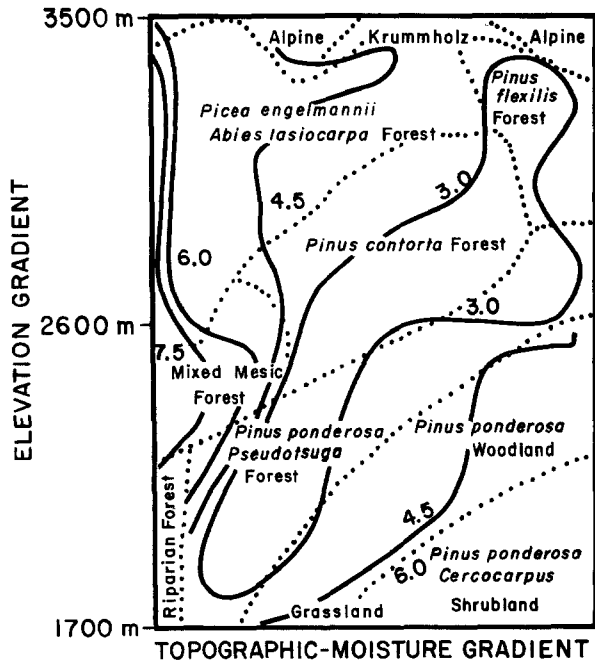 3500 m
Alpine
Krummholz
Alpine
Pinus
flexilis
Forest
Picea engelmannii
Abies lasiocarpa Forest
4.5
3.0
Pinus contorta Forest
6.0
ELEVATION GRADIENT
2600 m
3.0
7.5
Mixed Mesic
Forest
Pinus ponderosa
Pseudotsuga
Forest
Pinus ponderosa
Woodland
Riparian Forest
4.5
6.0
Pinus ponderosa
Cercocarpus
Shrubland
Grassland
1700 m
TOPOGRAPHIC-MOISTURE GRADIENT